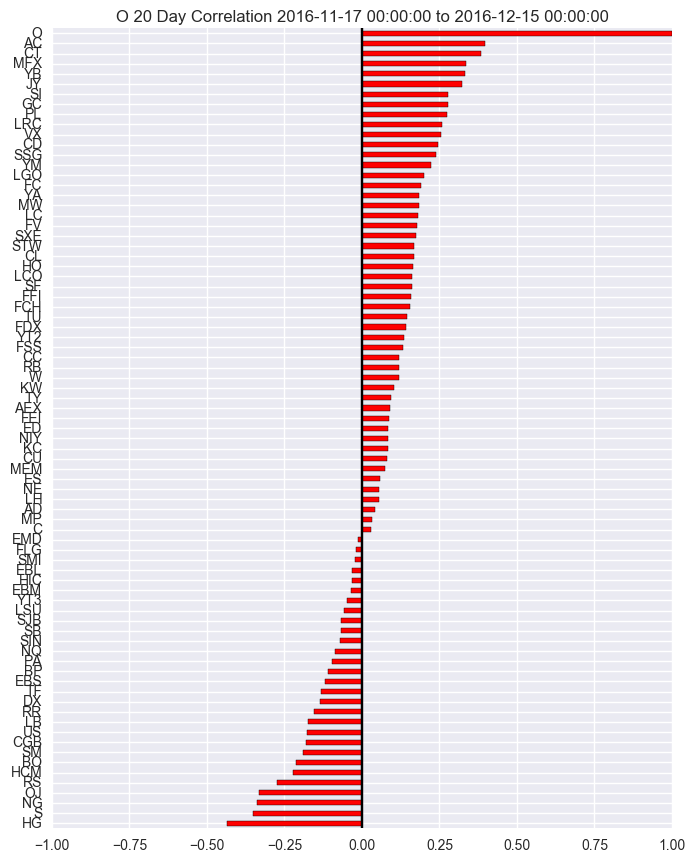 O 20 Day Correlation 2016-11-17 00:00:00 to 2016-12-15 00:00:00
O
AC
CT
MFX
YB
JY
SI
GC
PL
LRC
VX
CD
SSG
YM
LGO
FC
YA
MW
LC
FV
SXE
STW
CL
HO
LCO
SF
FFI
FCH
TU
FDX
YT2
FSS
CC
RB
W
KW
TY
AEX
FEI
ED
NIY
KC
CU
MEM
ES
NE
LH
AD
MP
C
EMD
FLG
SMI
EBL
HIC
EBM
YT3
LSU
SJB
SB
SIN
NQ
PA
BP
EBS
TF
DX
RR
LB
US
CGB
SM
BO
HCM
RS
OJ
NG
S
HG
−1.00 −0.75 −0.50 −0.25 0.00 0.25 0.50 0.75 1.00